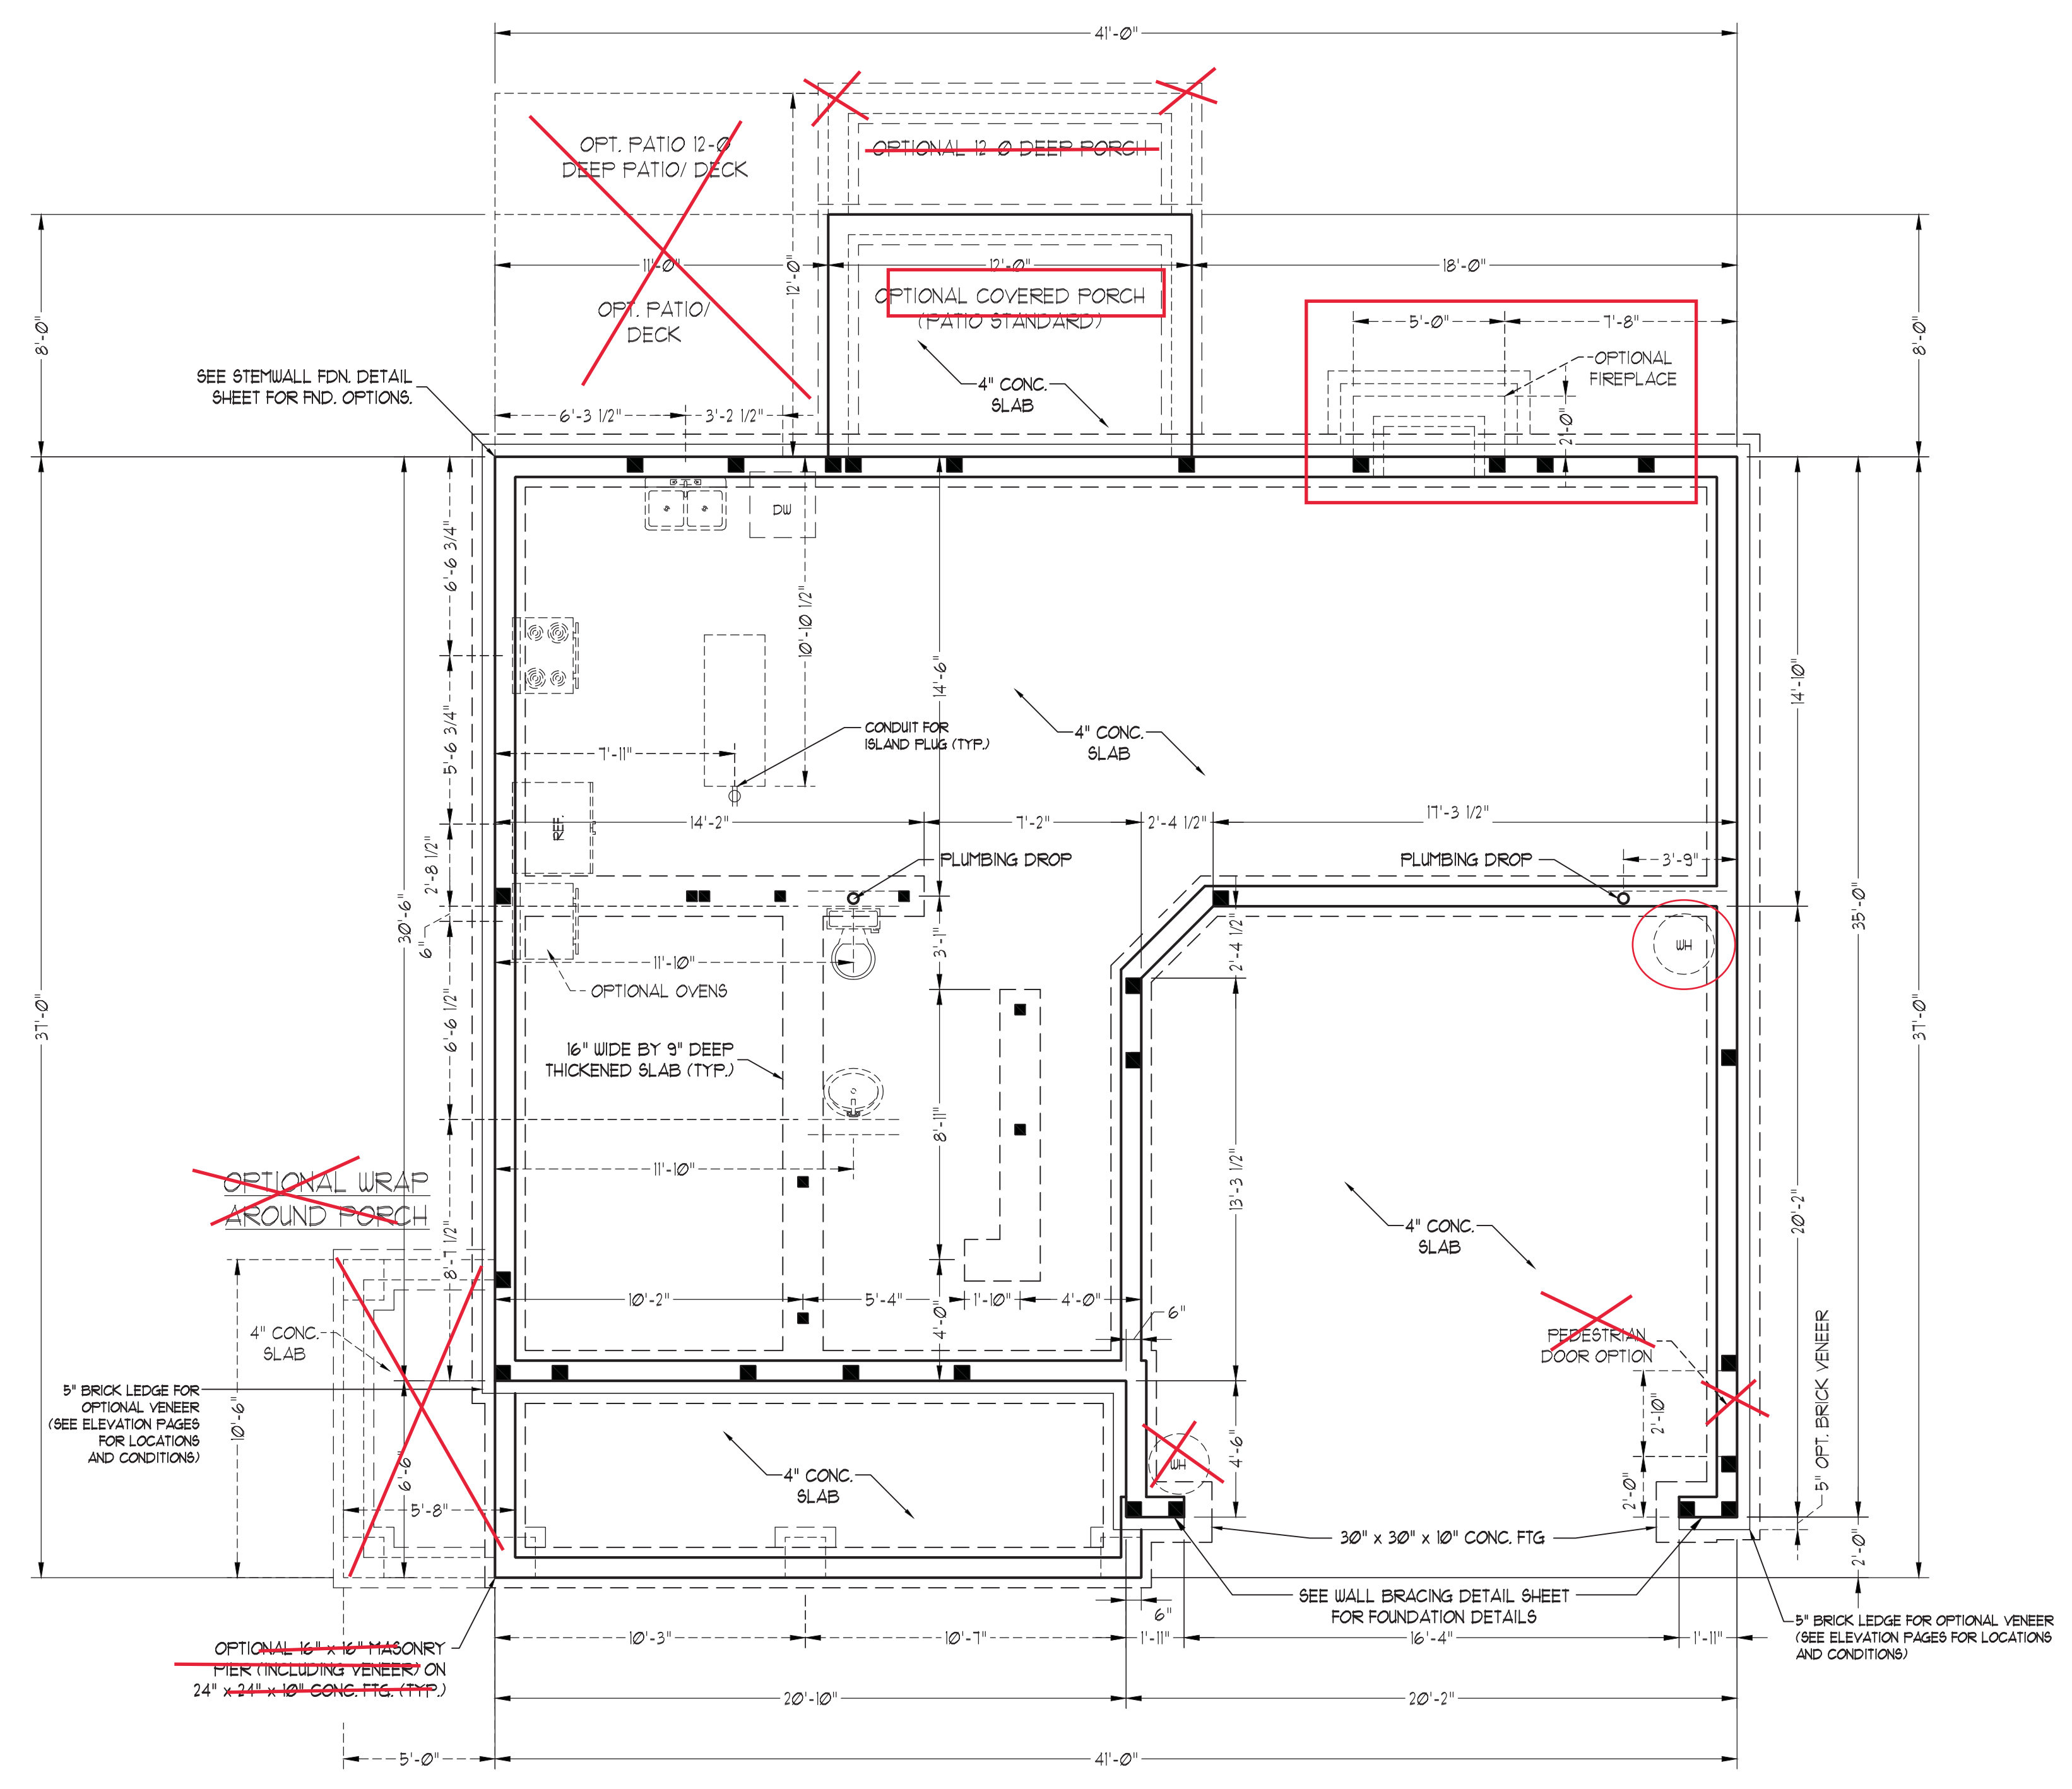 41'-0"
OPT. PATIO 12-0
DEEP PATIO/ DECK
OPTIONAL 12-0 DEEP PORCH
11'-0"
12'-0"
12'-0"
18'-0"
OPTIONAL COVERED PORCH
(PATIO STANDARD)
OPT. PATIO/
DECK
8'-0"
8'-0"
5'-0"
7'-8"
OPTIONAL
FIREPLACE
2'-0"
SEE STEMWALL FDN. DETAIL
SHEET FOR FND. OPTIONS.
4" CONC.
SLAB
6'-3 1/2"
3'-2 1/2"
DW
6'-6 3/4"
10'-10 1/2"
14'-6"
14'-10"
5'-6 3/4"
CONDUIT FOR
ISLAND PLUG (TYP.)
4" CONC.
SLAB
7'-11"
REF.
14'-2"
7'-2"
2'-4 1/2"
17'-3 1/2"
2'-8 1/2"
PLUMBING DROP
PLUMBING DROP
3'-9"
30'-6"
6"
35'-0"
3'-1"
2'-4 1/2"
WH
11'-10"
OPTIONAL OVENS
37'-0"
37'-0"
6'-6 1/2"
16" WIDE BY 9" DEEP
THICKENED SLAB (TYP.)
8'-11"
11'-10"
13'-3 1/2"
20'-2"
OPTIONAL WRAP
AROUND PORCH
8'-7 1/2"
4" CONC.
SLAB
10'-2"
5'-4"
1'-10"
4'-0"
4'-0"
6"
4" CONC.
SLAB
PEDESTRIAN
DOOR OPTION
5" OPT. BRICK VENEER
5" BRICK LEDGE FOR
OPTIONAL VENEER
(SEE ELEVATION PAGES
FOR LOCATIONS
AND CONDITIONS)
10'-6"
6'-6"
5'-8"
4" CONC.
SLAB
WH
4'-6"
2'-10"
2'-0"
30" x 30" x 10" CONC. FTG
2'-0"
SEE WALL BRACING DETAIL SHEET
FOR FOUNDATION DETAILS
6"
5" BRICK LEDGE FOR OPTIONAL VENEER
(SEE ELEVATION PAGES FOR LOCATIONS
AND CONDITIONS)
OPTIONAL 16" x 16" MASONRY
PIER (INCLUDING VENEER) ON
24" x 24" x 10" CONC. FTG. (TYP.)
10'-3"
10'-7"
1'-11"
16'-4"
1'-11"
20'-10"
20'-2"
5'-0"
41'-0"